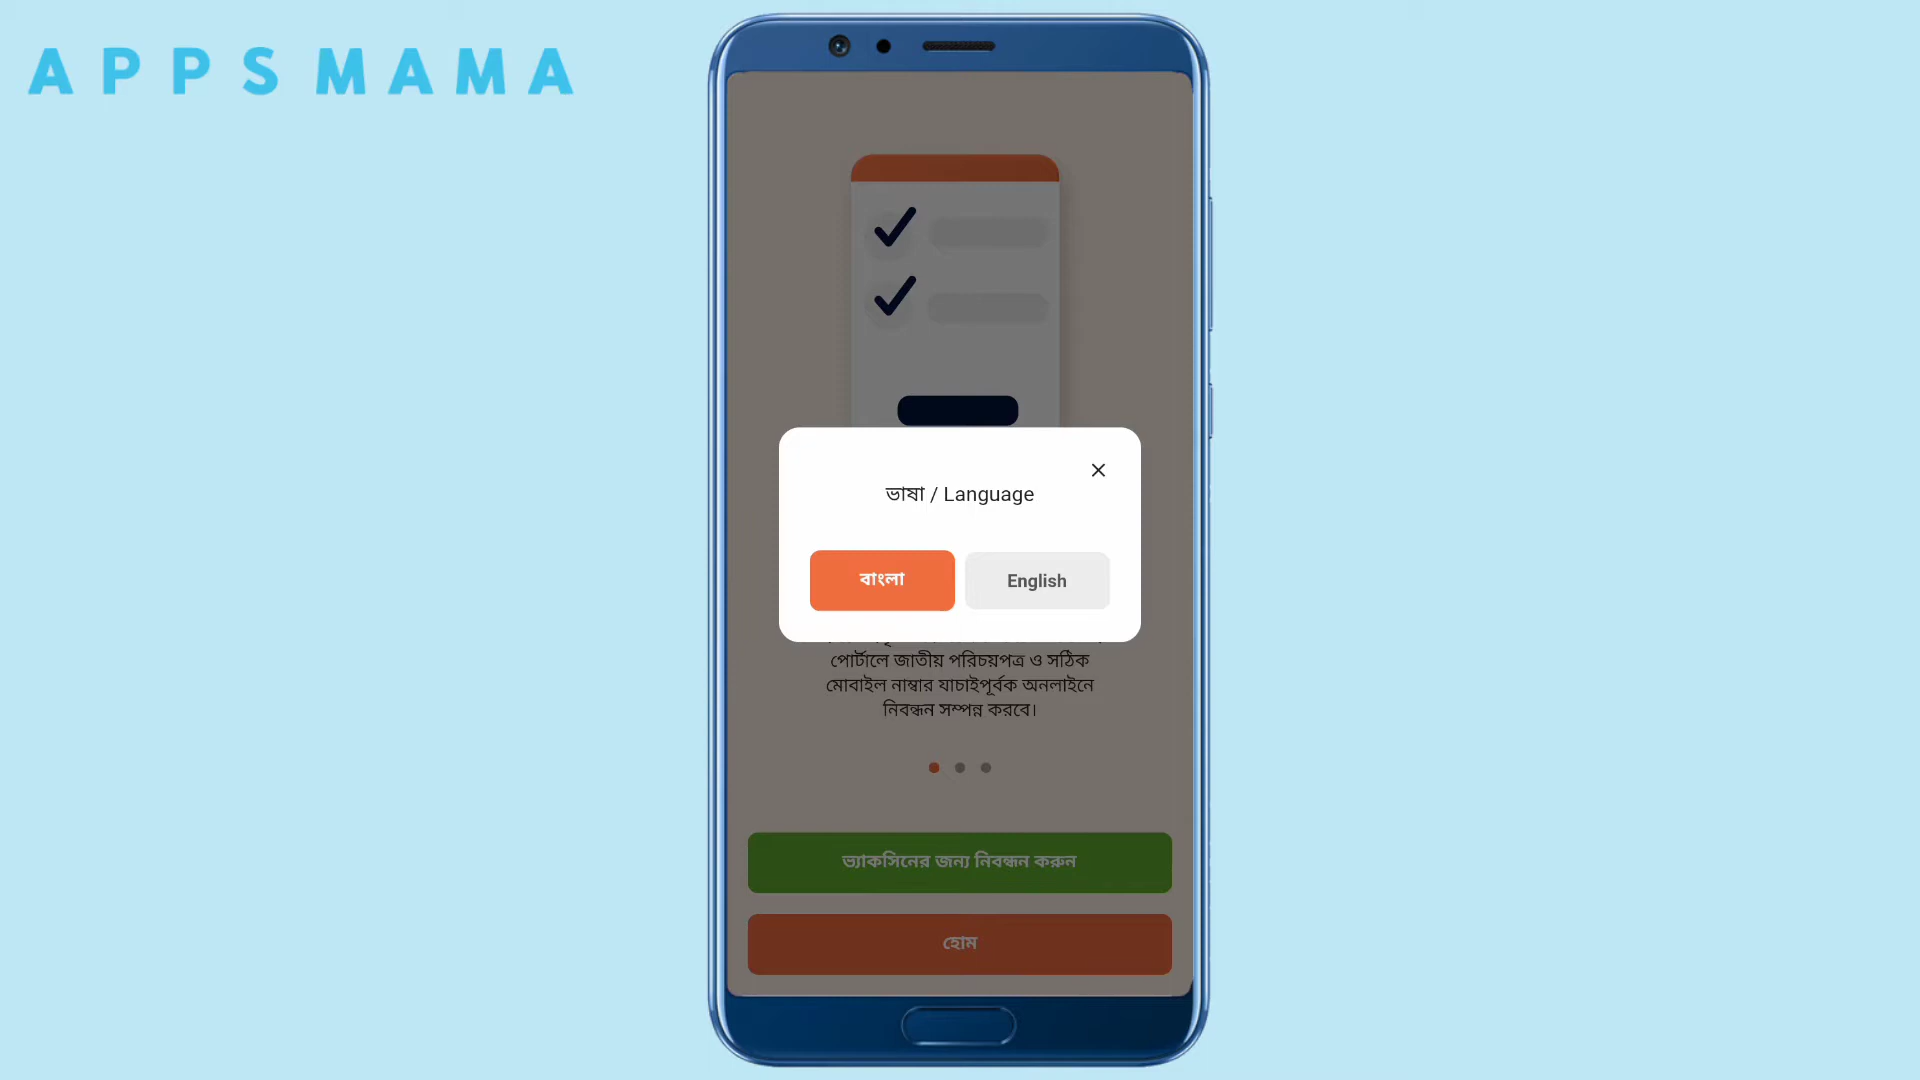 APPSMAMA
ভাষা / Language
বাংলা
English
পোর্টালে জাতীয় পরিচয়পত্র ও সঠিক
মোবাইল নাম্বার যাচাইপূর্বক অনলাইনে
নিবন্ধন সম্পন্ন করবে।
ভ্যাকসিনের জন্য নিবন্ধন করুন
হোম